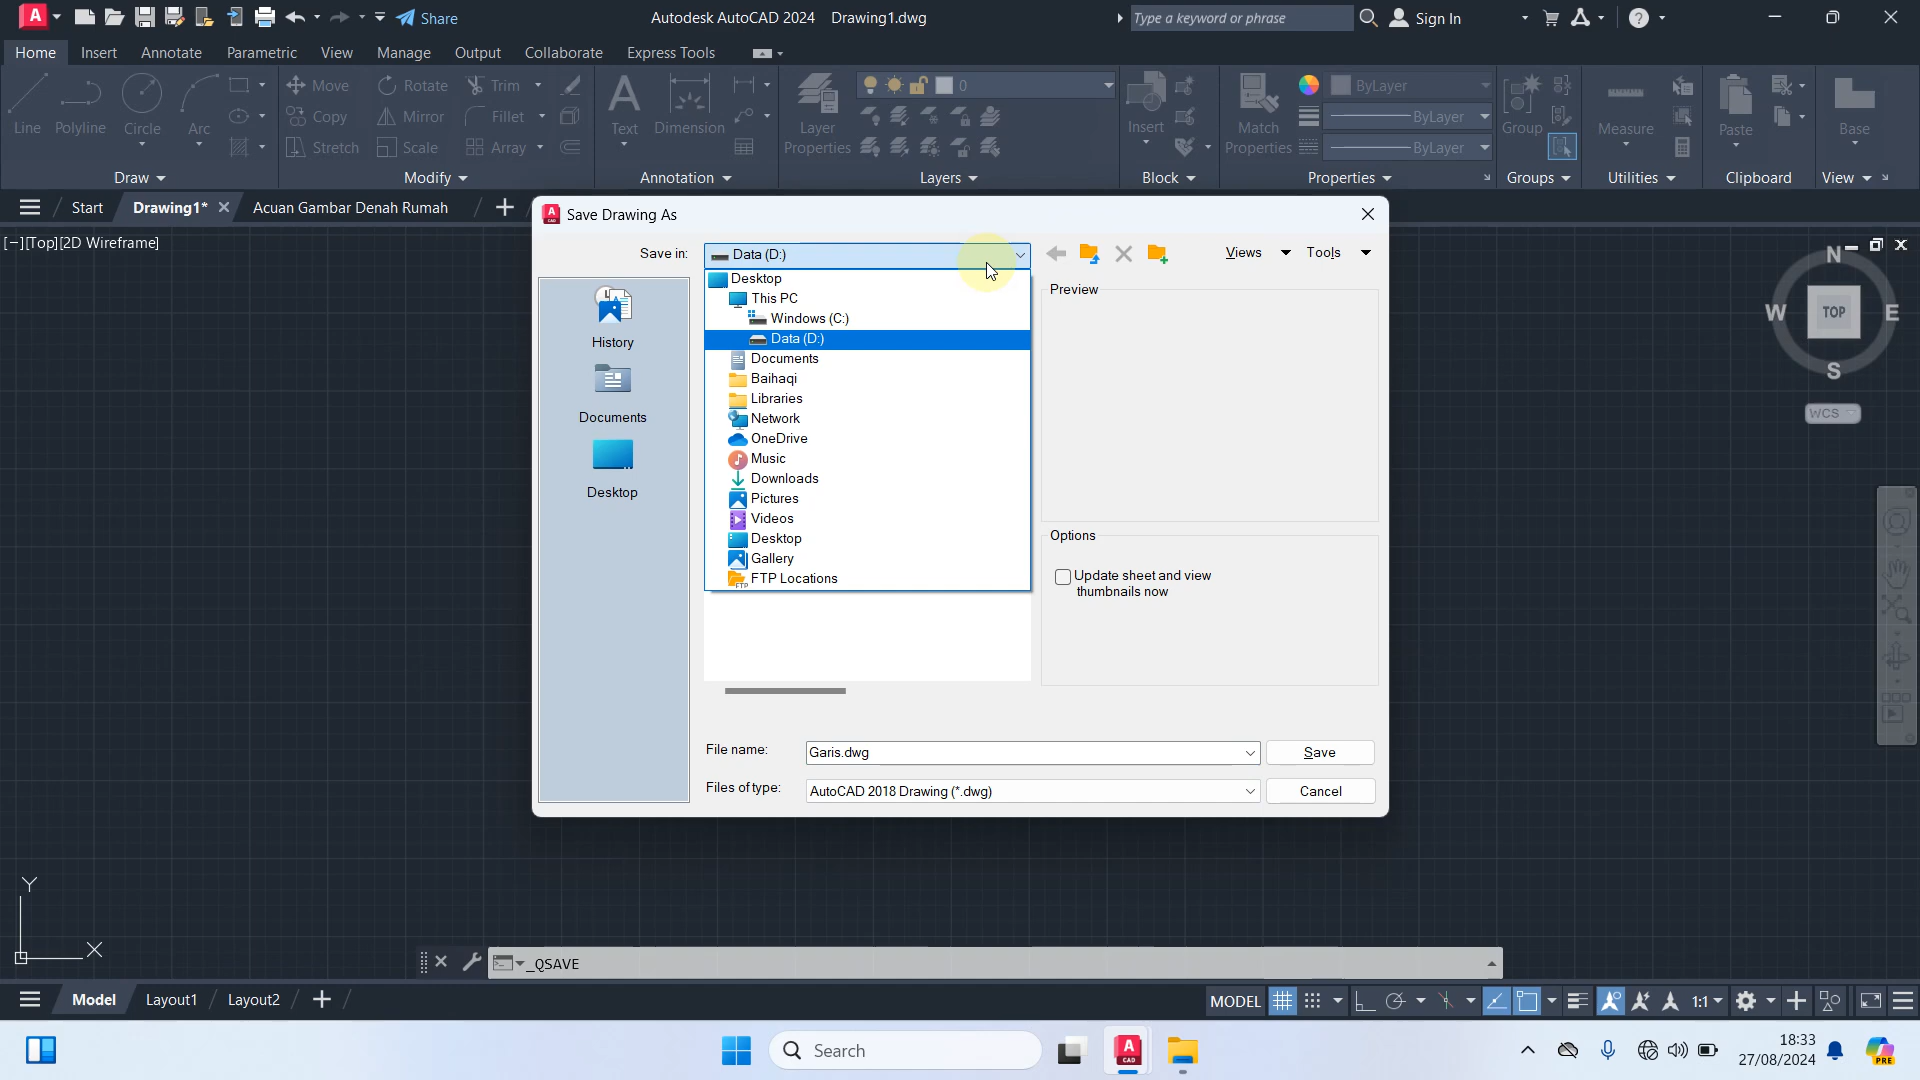 Share
Autodesk AutoCAD 2024 Drawing1.dwg
Type a keyword or phrase
Sign In
Home Insert Annotate Parametric View Manage Output Collaborate Express Tools
Line Polyline Circle Arc
Move Rotate Trim
Copy Mirror Fillet
Stretch Scale Array
Text Dimension
Layer Properties
0
Insert
Match Properties
ByLayer
ByLayer
ByLayer
Group Measure Paste Base
Draw Modify Annotation Layers Block Properties Groups Utilities Clipboard View
Start Drawing1* Acuan Gambar Denah Rumah
[−][Top][2D Wireframe]
Save Drawing As
Save in: Data (D:)
Views Tools
History
Documents
Desktop
Desktop
This PC
Windows (C:)
Data (D:)
Documents
Baihaqi
Libraries
Network
OneDrive
Music
Downloads
Pictures
Videos
Desktop
Gallery
FTP Locations
Preview
Options
Update sheet and view
thumbnails now
File name: Garis.dwg Save
Files of type: AutoCAD 2018 Drawing (*.dwg) Cancel
N
W TOP E
S
WCS
Y
X
_QSAVE
Model Layout1 Layout2
MODEL
1:1
Search
18:33
27/08/2024
PRE